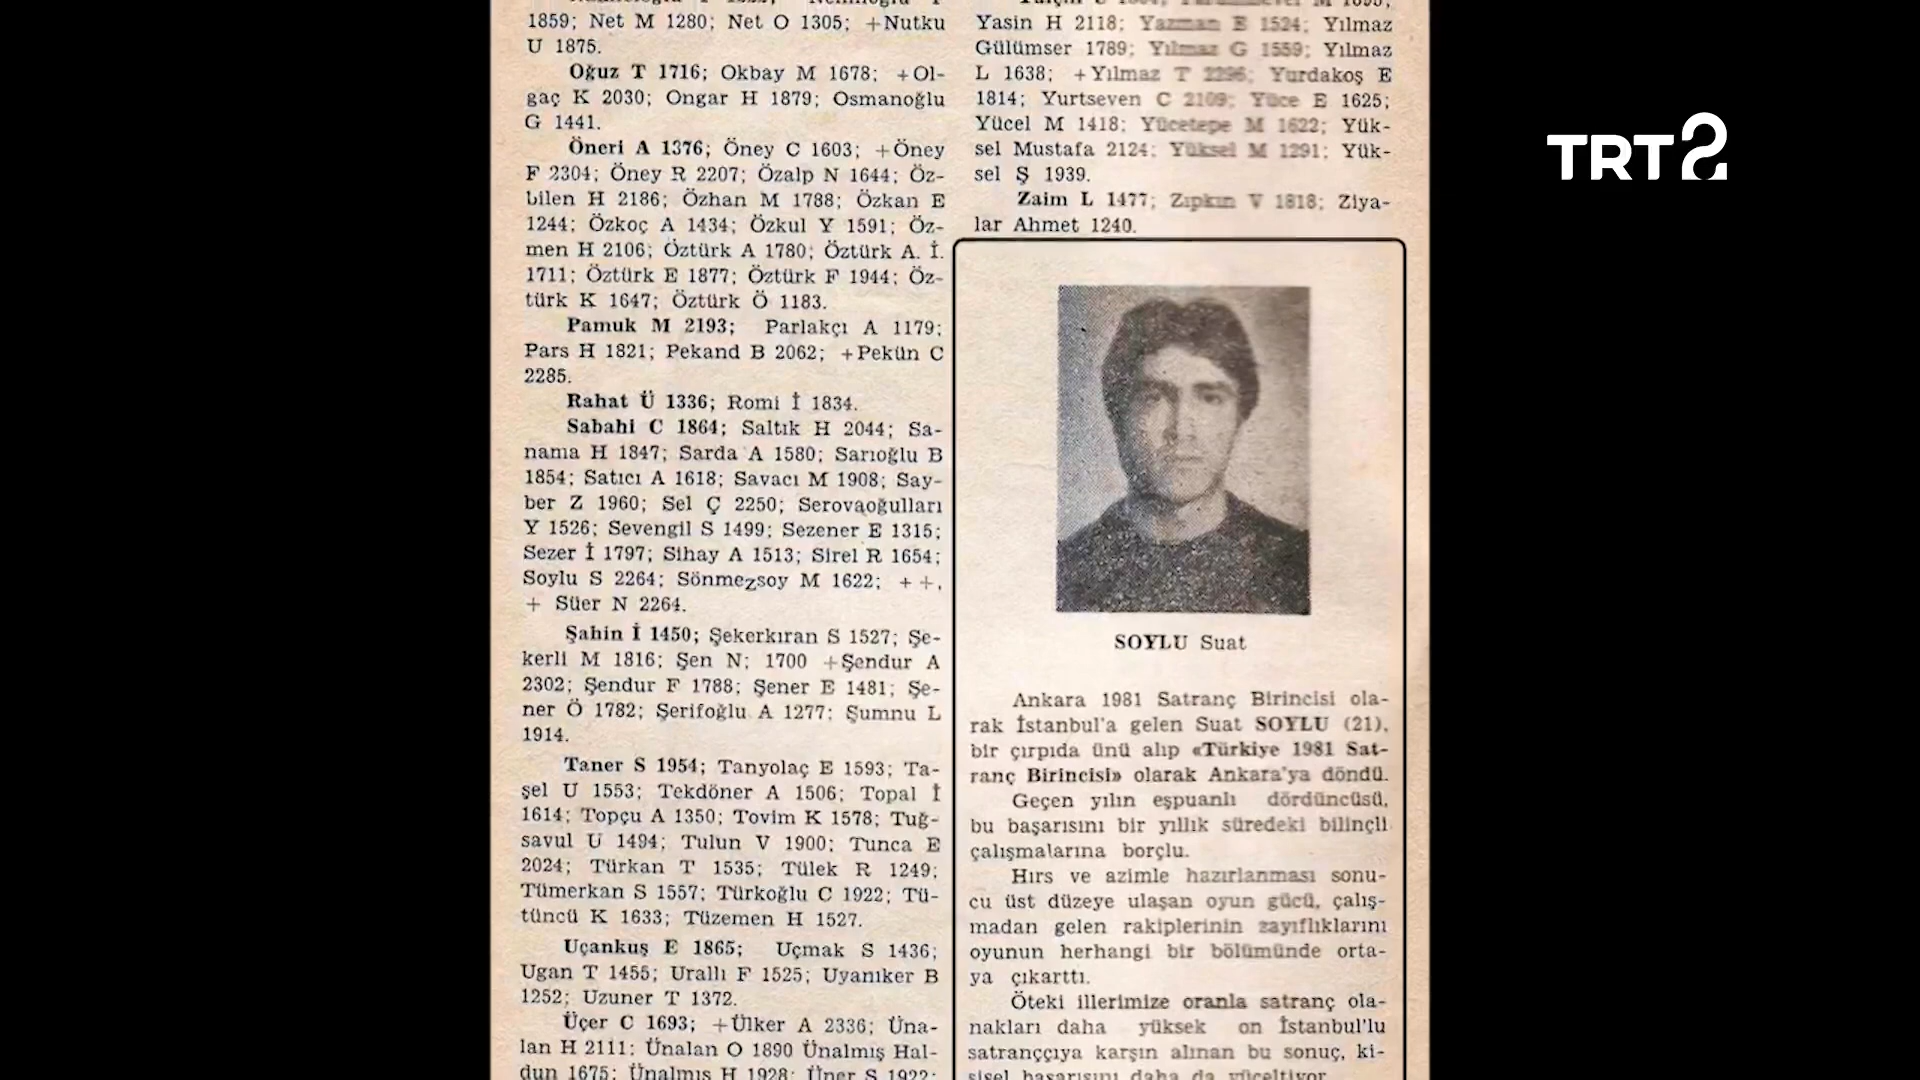 1859; Net M 1280; Net O 1305; +Nutku
U 1875.
Oğuz T 1716; Okbay M 1678; +Ol-
gaç K 2030; Ongar H 1879; Osmanoğlu
G 1441.
Öneri A 1376; Öney C 1603; +Öney
F 2304; Öney R 2207; Özalp N 1644; Öz-
bilen H 2186; Özhan M 1788; Özkan E
1244; Özkoç A 1434; Özkul Y 1591; Öz-
men H 2106; Öztürk A 1780; Öztürk A. İ.
1711; Öztürk E 1877; Öztürk F 1944; Öz-
türk K 1647; Öztürk Ö 1183.
Pamuk M 2193; Parlakçı A 1179;
Pars H 1821; Pekand B 2062; +Pekün C
2285.
Rahat Ü 1336; Romi İ 1834.
Sabahi C 1864; Saltık H 2044; Sa-
nama H 1847; Sarda A 1580; Sarıoğlu B
1854; Satıcı A 1618; Savacı M 1908; Say-
ber Z 1960; Sel Ç 2250; Serovaoğulları
Y 1526; Sevengil S 1499; Sezener E 1315;
Sezer İ 1797; Sihay A 1513; Sirel R 1654;
Soylu S 2264; Sönmezsoy M 1622; ++,
+ Süer N 2264.
Şahin İ 1450; Şekerkıran S 1527; Şe-
kerli M 1816; Şen N; 1700 +Şendur A
2302; Şendur F 1788; Şener E 1481; Şe-
ner Ö 1782; Şerifoğlu A 1277; Şumnu L
1914.
Taner S 1954; Tanyolaç E 1593; Ta-
şel U 1553; Tekdöner A 1506; Topal İ
1614; Topçu A 1350; Tovim K 1578; Tuğ-
savul U 1494; Tulun V 1900; Tunca E
2024; Türkan T 1535; Tülek R 1249;
Tümerkan S 1557; Türkoğlu C 1922; Tü-
tüncü K 1633; Tüzemen H 1527.
Uçankuş E 1865; Uçmak S 1436;
Ugan T 1455; Urallı F 1525; Uyanıker B
1252; Uzuner T 1372.
Üçer C 1693; +Ülker A 2336; Üna-
lan H 2111; Ünalan O 1890 Ünalmış Hal-
dun 1675; Ünalmış H 1928; Üner S 1922;
Yasin H 2118; Yazman E 1524; Yılmaz
Gülümser 1789; Yılmaz G 1559; Yılmaz
L 1638; +Yılmaz T 2296; Yurdakoş E
1814; Yurtseven C 2109; Yüce E 1625;
Yücel M 1418; Yücetepe M 1622; Yük-
sel Mustafa 2124; Yüksel M 1291; Yük-
sel Ş 1939.
Zaim L 1477; Zıpkın V 1818; Ziya-
lar Ahmet 1240.
SOYLU Suat
Ankara 1981 Satranç Birincisi ola-
rak İstanbul'a gelen Suat SOYLU (21),
bir çırpıda ünü alıp «Türkiye 1981 Sat-
ranç Birincisi» olarak Ankara'ya döndü.
Geçen yılın eşpuanlı dördüncüsü,
bu başarısını bir yıllık süredeki bilinçli
çalışmalarına borçlu.
Hırs ve azimle hazırlanması sonu-
cu üst düzeye ulaşan oyun gücü, çalış-
madan gelen rakiplerinin zayıflıklarını
oyunun herhangi bir bölümünde orta-
ya çıkarttı.
Öteki illerimize oranla satranç ola-
nakları daha yüksek on İstanbul'lu
satranççıya karşın alınan bu sonuç, ki-
şisel başarısını daha da yüceltiyor.
TRT2